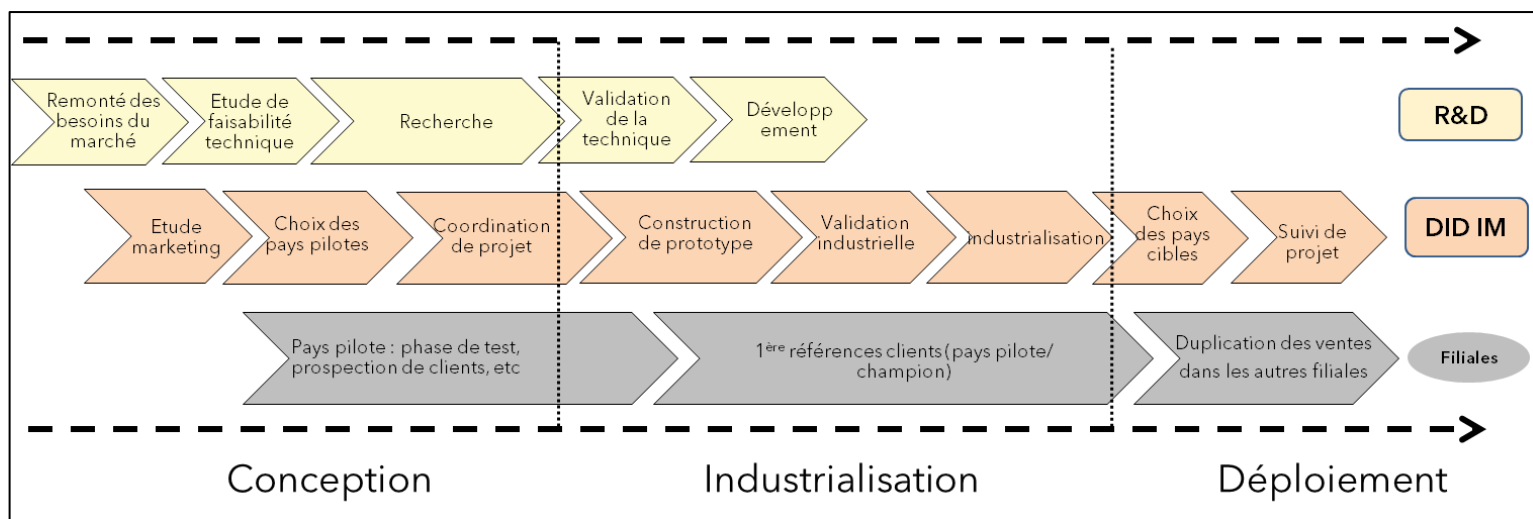 Remonté des
besoins du
marché
Etude de
faisabilité
technique
Recherche
Validation
de la
technique
Développ
ement
R&D
Etude
marketing
Choix des
pays pilotes
Coordination
de projet
Construction
de prototype
Validation
industrielle
industrialisation
Choix
des pays
cibles
Suivi de
projet
DID IM
Pays pilote : phase de test,
prospection de clients, etc
1ère références clients (pays pilote/
champion)
Duplication des ventes
dans les autres filiales
Filiales
Conception
Industrialisation
Déploiement